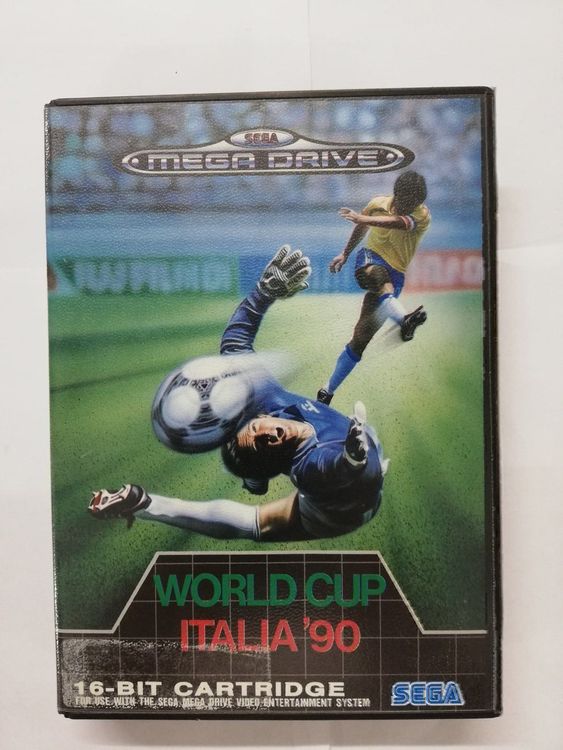 SEGA
MEGA DRIVE
WORLD CUP
ITALIA '90
16-BIT CARTRIDGE
SEGA
FOR USE WITH THE SEGA MEGA DRIVE VIDEO ENTERTAINMENT SYSTEM